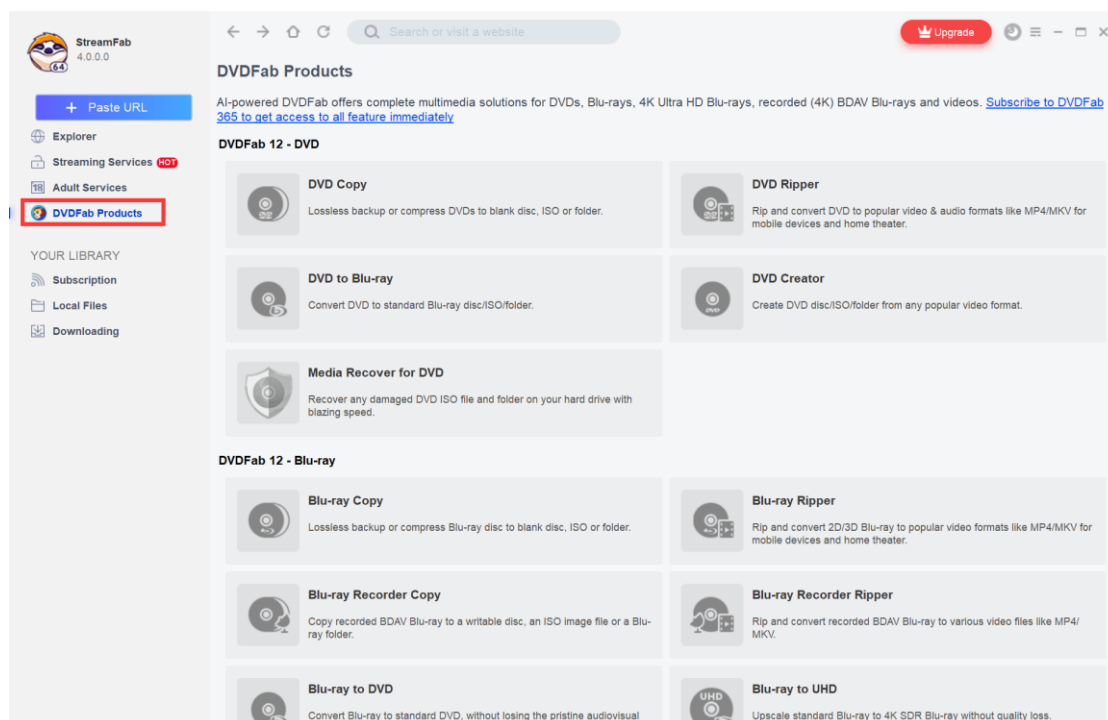 StreamFab
4.0.0.0
64
+ Paste URL
Explorer
Streaming Services HOT
18 Adult Services
DVDFab Products
YOUR LIBRARY
Subscription
Local Files
Downloading
Search or visit a website
Upgrade
DVDFab Products
AI-powered DVDFab offers complete multimedia solutions for DVDs, Blu-rays, 4K Ultra HD Blu-rays, recorded (4K) BDAV Blu-rays and videos. Subscribe to DVDFab
365 to get access to all feature immediately
DVDFab 12 - DVD
DVD Copy
Lossless backup or compress DVDs to blank disc, ISO or folder.
DVD Ripper
Rip and convert DVD to popular video & audio formats like MP4/MKV for
mobile devices and home theater.
DVD to Blu-ray
Convert DVD to standard Blu-ray disc/ISO/folder.
DVD Creator
Create DVD disc/ISO/folder from any popular video format.
Media Recover for DVD
Recover any damaged DVD ISO file and folder on your hard drive with
blazing speed.
DVDFab 12 - Blu-ray
Blu-ray Copy
Lossless backup or compress Blu-ray disc to blank disc, ISO or folder.
Blu-ray Ripper
Rip and convert 2D/3D Blu-ray to popular video formats like MP4/MKV for
mobile devices and home theater.
Blu-ray Recorder Copy
Copy recorded BDAV Blu-ray to a writable disc, an ISO image file or a Blu-
ray folder.
Blu-ray Recorder Ripper
Rip and convert recorded BDAV Blu-ray to various video files like MP4/
MKV.
Blu-ray to DVD
Convert Blu-ray to standard DVD, without losing the pristine audiovisual
UHD
Blu-ray to UHD
Upscale standard Blu-ray to 4K SDR Blu-ray without quality loss.